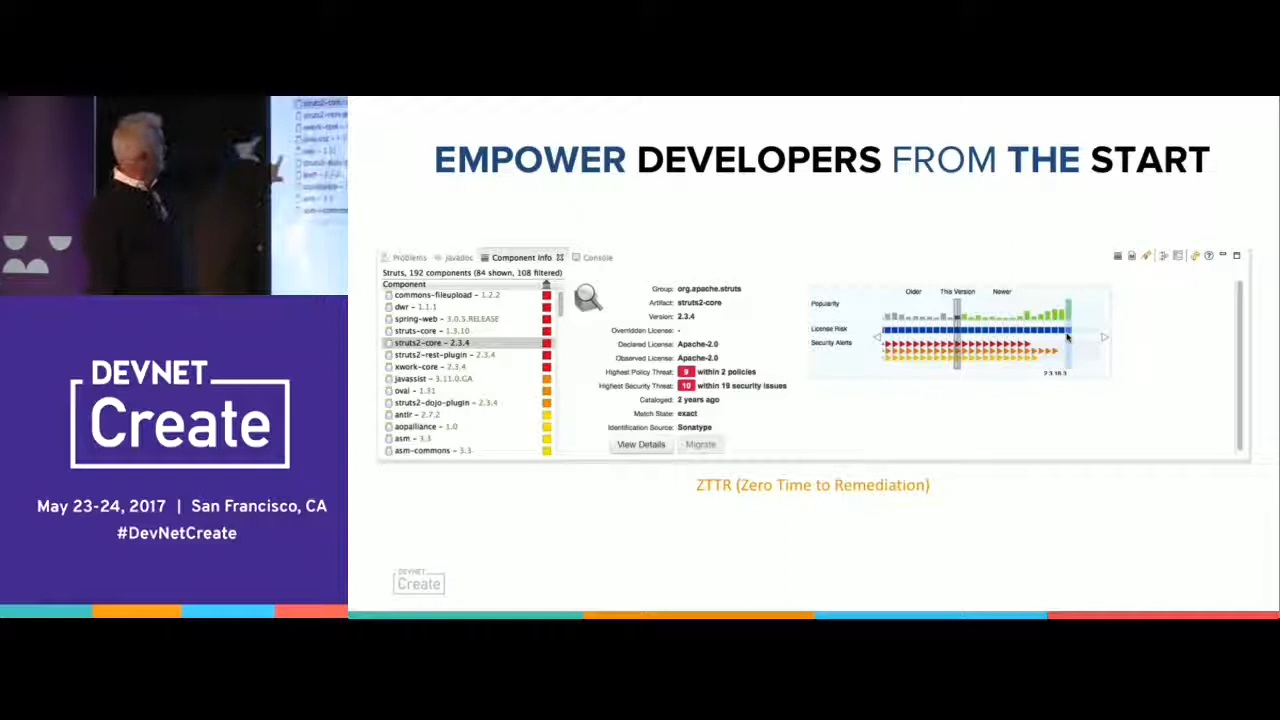 EMPOWER DEVELOPERS FROM THE START
Problems Javadoc Component Info Console
Struts, 192 components (84 shown, 108 filtered)
Component
commons-fileupload - 1.2.2
dwr - 1.1.1
spring-web - 3.0.5.RELEASE
struts-core - 1.3.10
struts2-core - 2.3.4
struts2-rest-plugin - 2.3.4
xwork-core - 2.3.4
javassist - 3.11.0.GA
oval - 1.31
struts2-dojo-plugin - 2.3.4
antlr - 2.7.2
aopalliance - 1.0
asm - 3.3
asm-commons - 3.3
Group: org.apache.struts
Artifact: struts2-core
Version: 2.3.4
Overridden License: -
Declared License: Apache-2.0
Observed License: Apache-2.0
Highest Policy Threat: 9 within 2 policies
Highest Security Threat: 10 within 19 security issues
Cataloged: 2 years ago
Match State: exact
Identification Source: Sonatype
View Details Migrate
Older This Version Newer
Popularity
License Risk
Security Alerts
2.3.16.3
ZTTR (Zero Time to Remediation)
DEVNET
Create
May 23-24, 2017 | San Francisco, CA
#DevNetCreate
DEVNET
Create